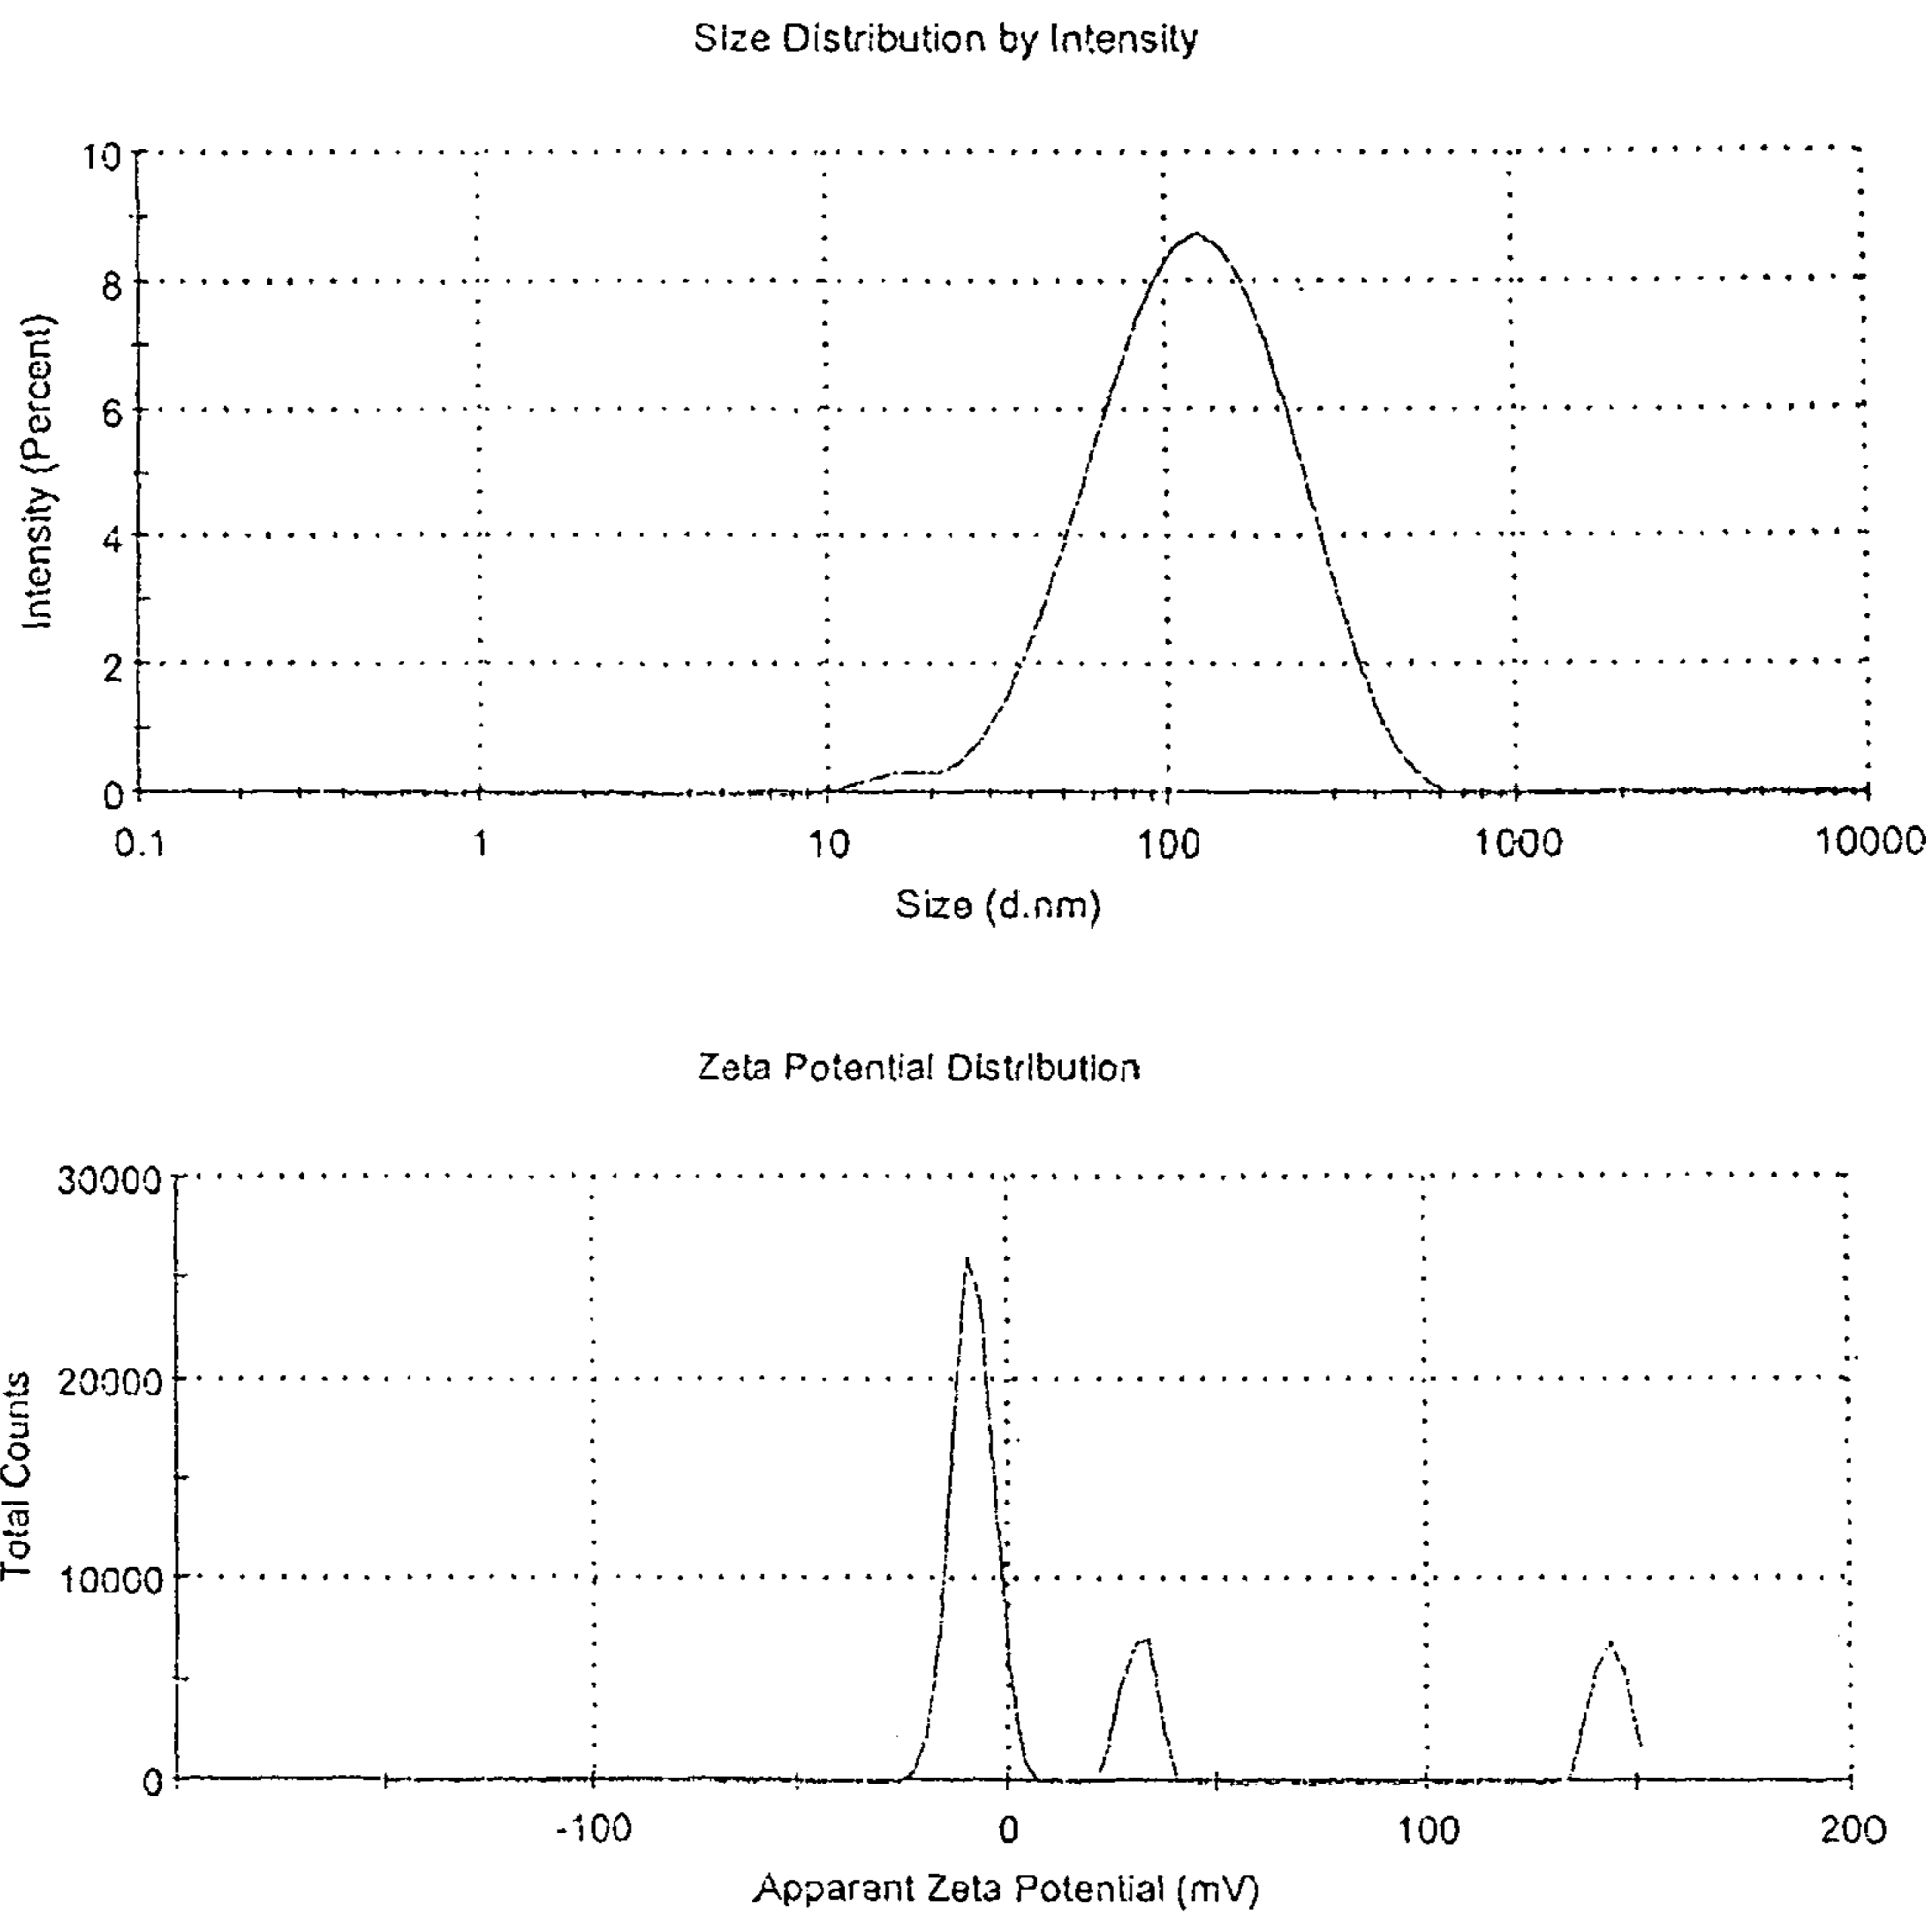 Size Distribution by Intensity
10
8
6
4
2
0
Intensity (Percent)
0.1 1 10 100 1000 10000
Size (d.nm)
Zeta Potential Distribution
30000
20000
10000
0
Total Counts
-100 0 100 200
Apparent Zeta Potential (mV)